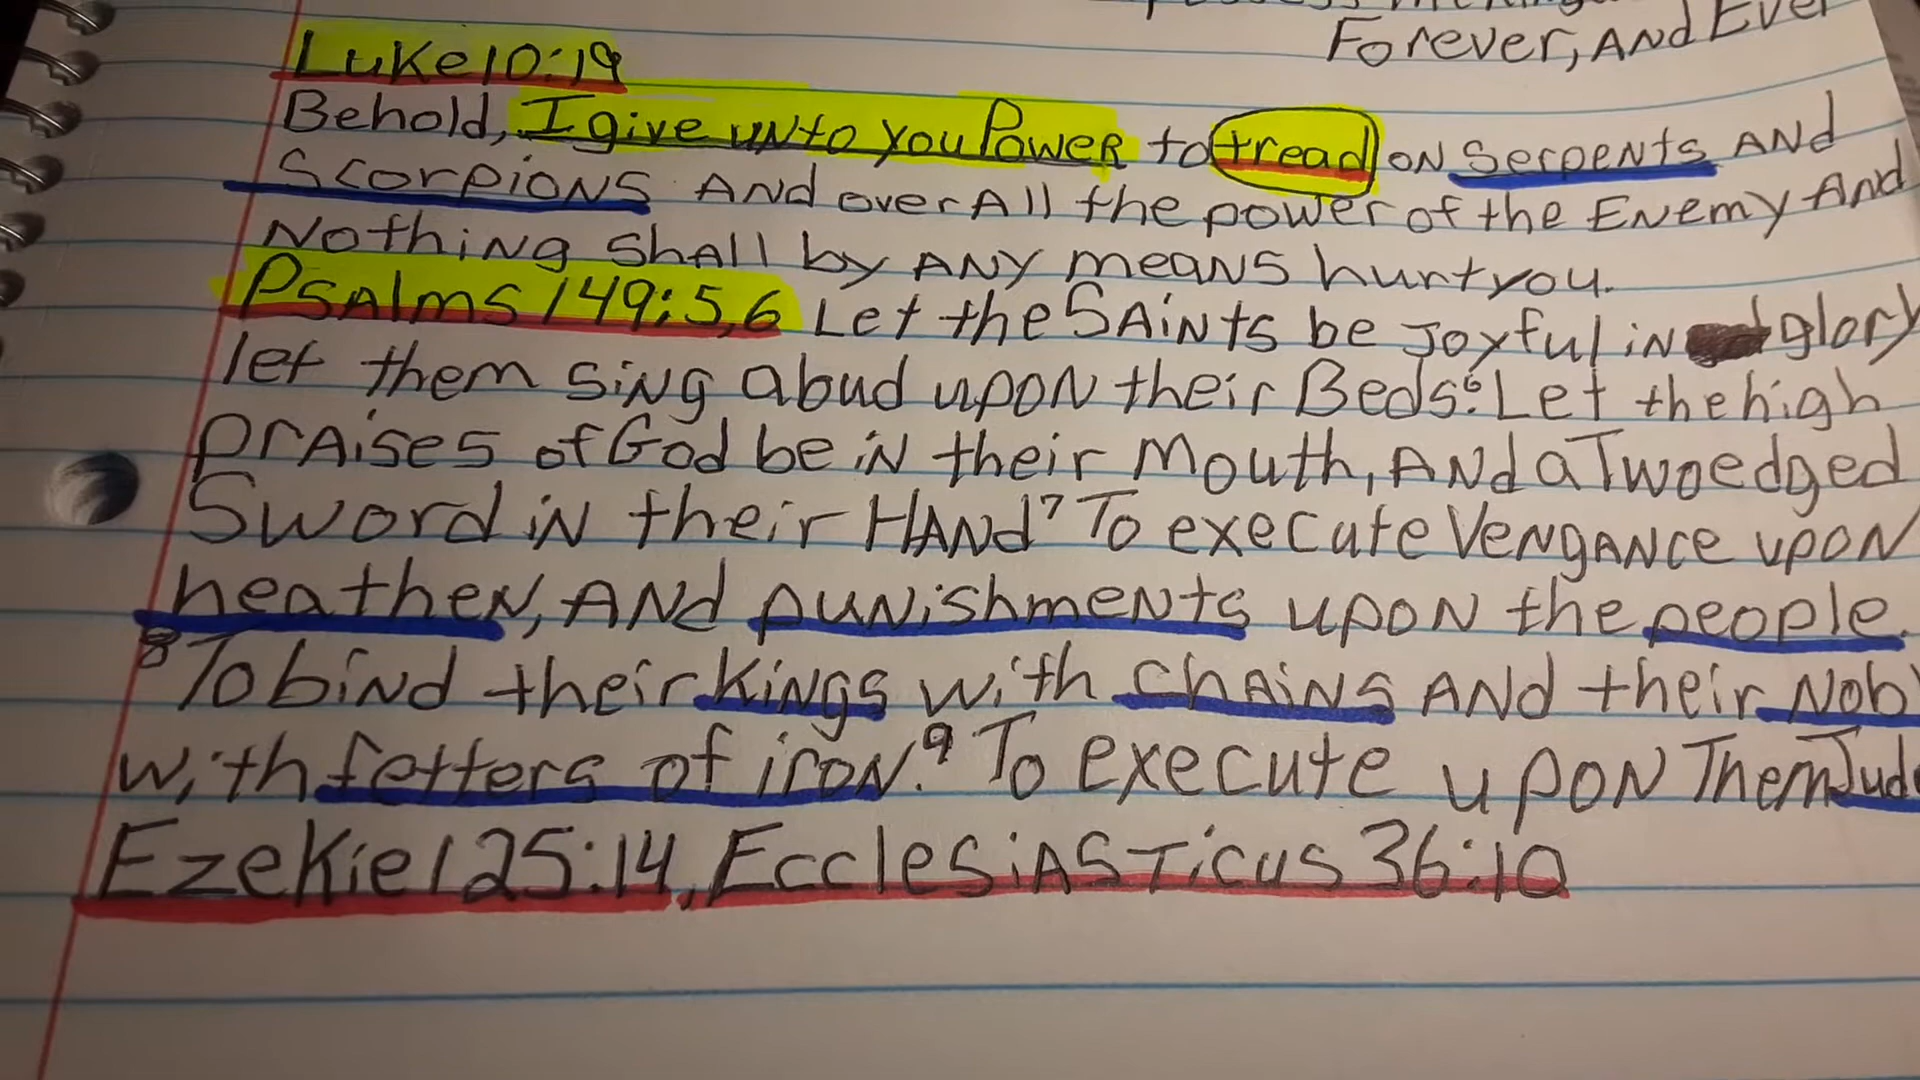 Forever, AND Ever
Luke 10:19
Behold, I give unto you Power to tread on Serpents AND
Scorpions AND over All the power of the Enemy And
Nothing shall by ANY means hurt you.
Psalms 149:5,6 Let the SAINTS be Joyful in glory
let them sing aloud upon their Beds:6 Let the high
PrAises of God be in their Mouth, AND a Twoedged
Sword in their HAND 7 To execute VENGANCE upon
heathen, AND punishments upon the people.
8 To bind their Kings with chAiNs AND their Nob
with fetters of iron. 9 To execute upon Them Jud
Ezekiel 25:14, EcclesiASTicus 36:10